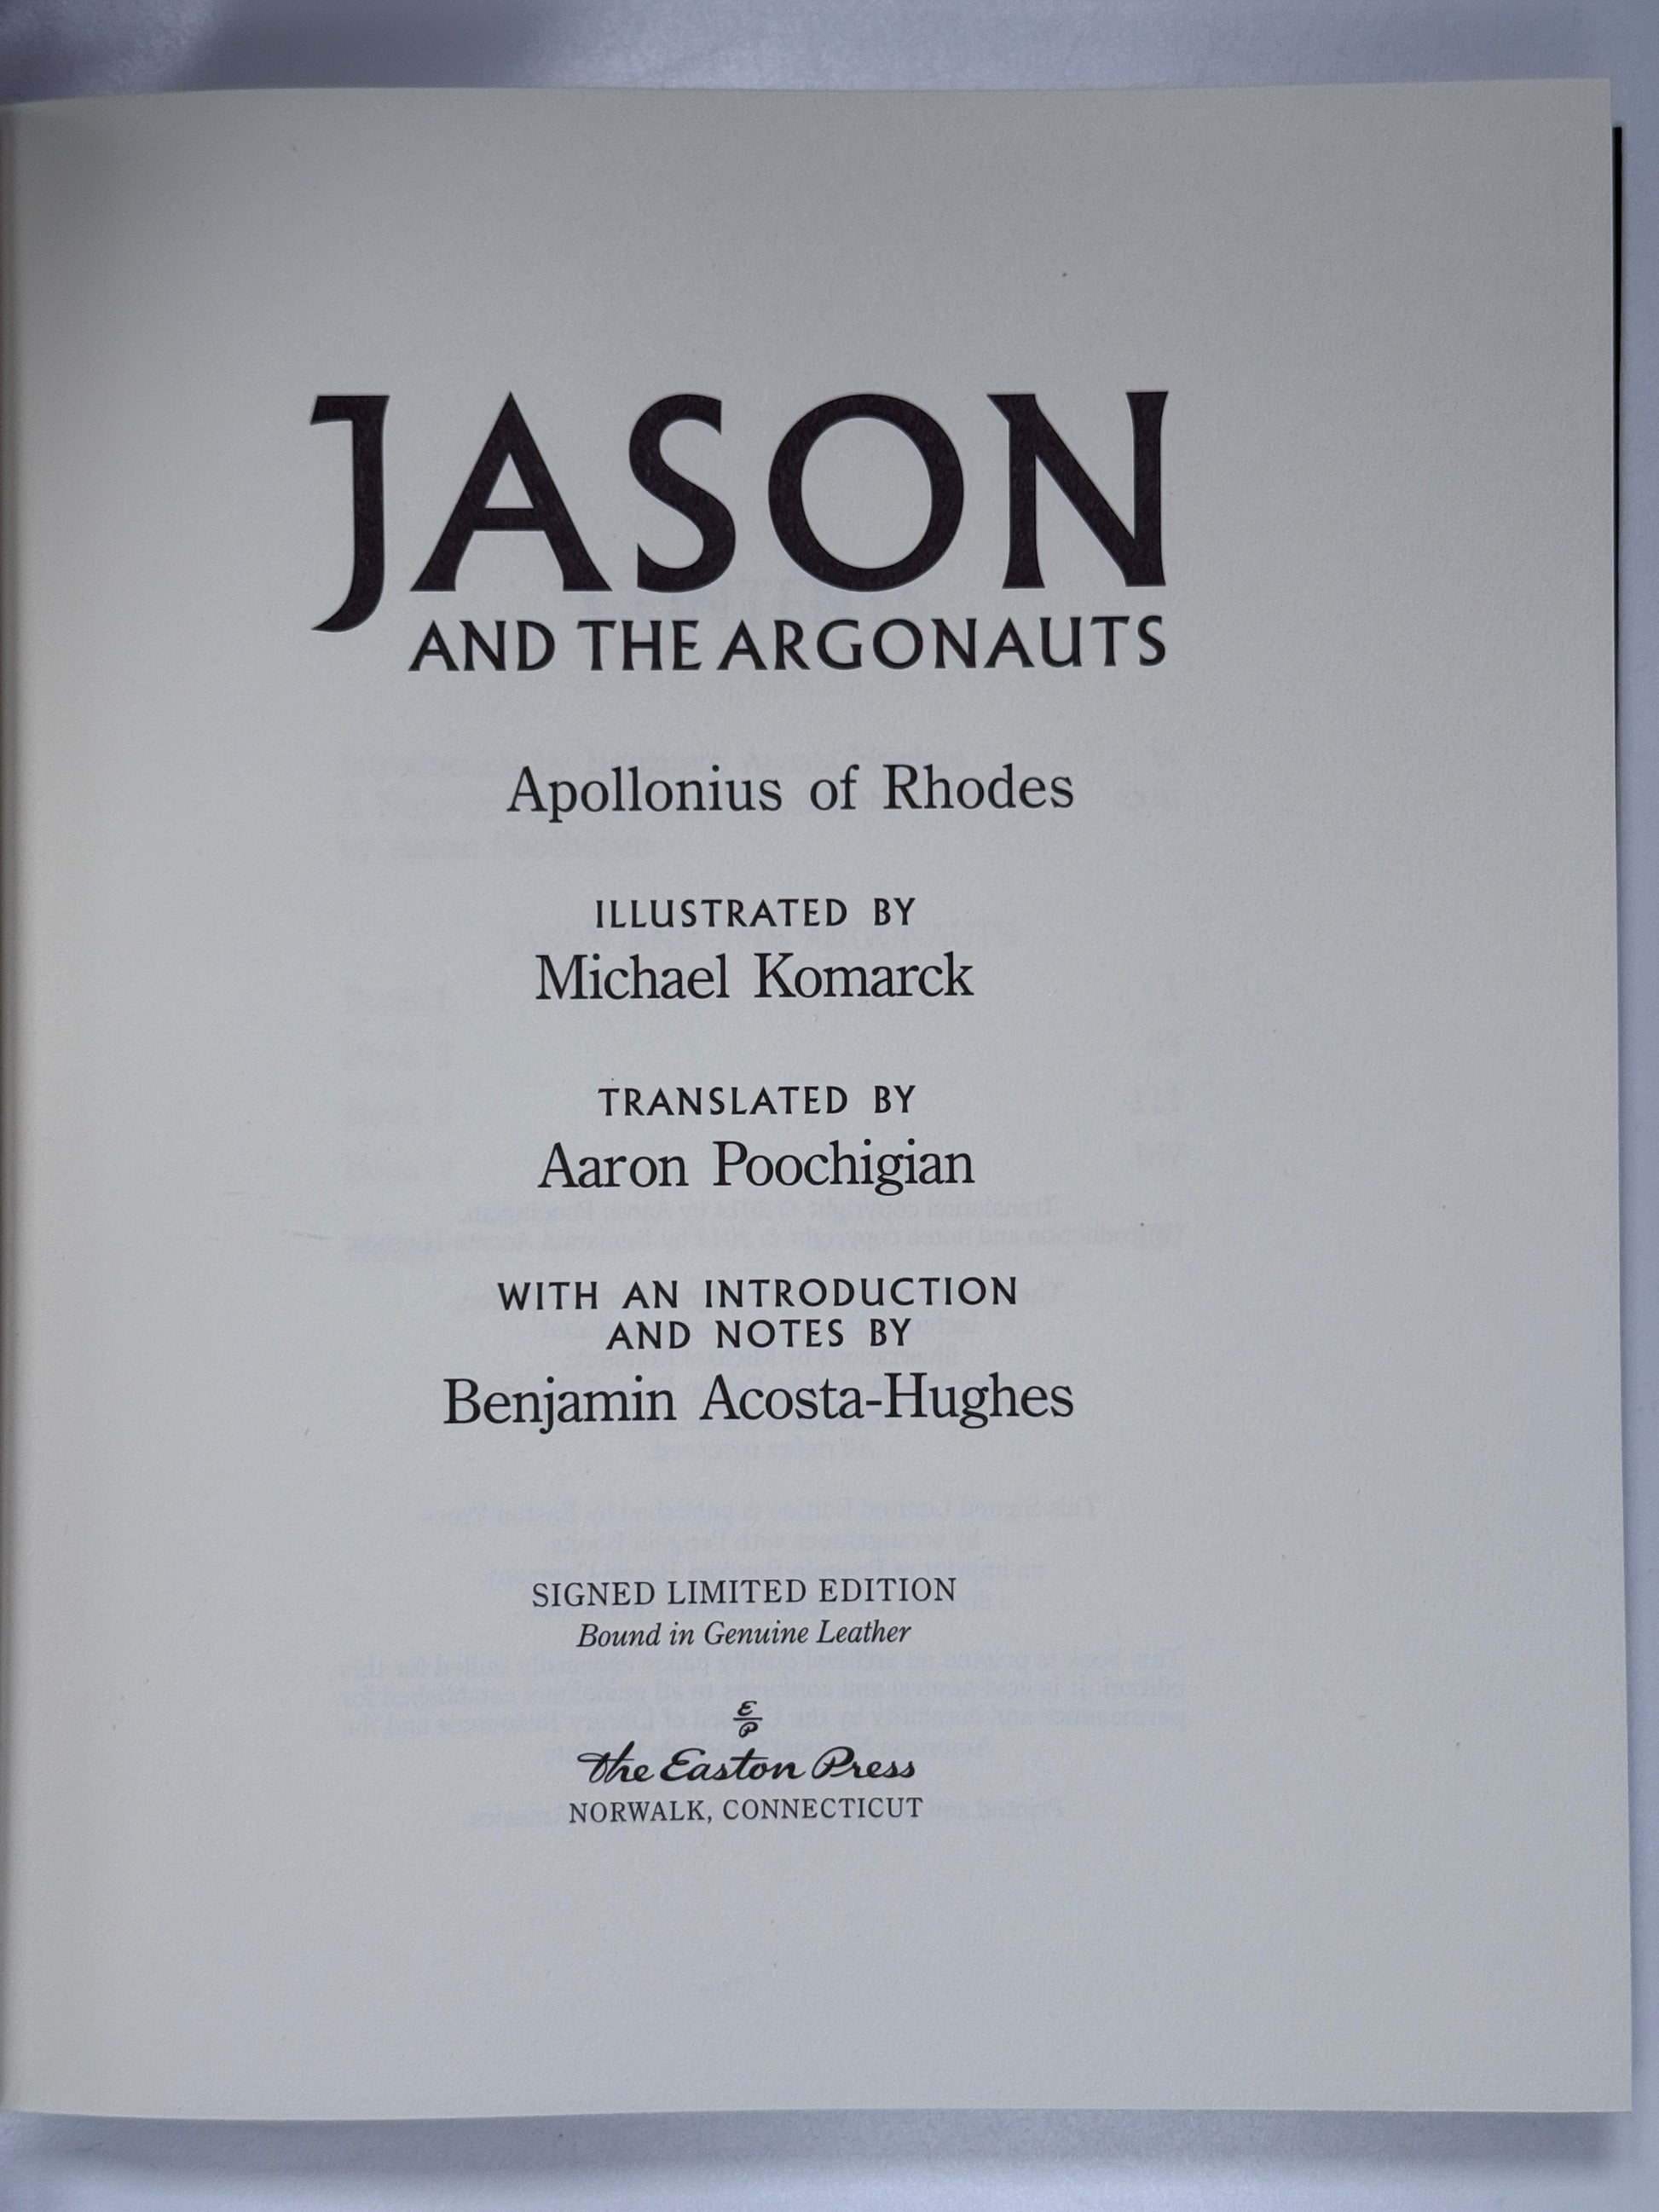 JASON
AND THE ARGONAUTS
Apollonius of Rhodes
ILLUSTRATED BY
Michael Komarck
TRANSLATED BY
Aaron Poochigian
WITH AN INTRODUCTION
AND NOTES BY
Benjamin Acosta-Hughes
SIGNED LIMITED EDITION
Bound in Genuine Leather
E
P
The Easton Press
NORWALK, CONNECTICUT